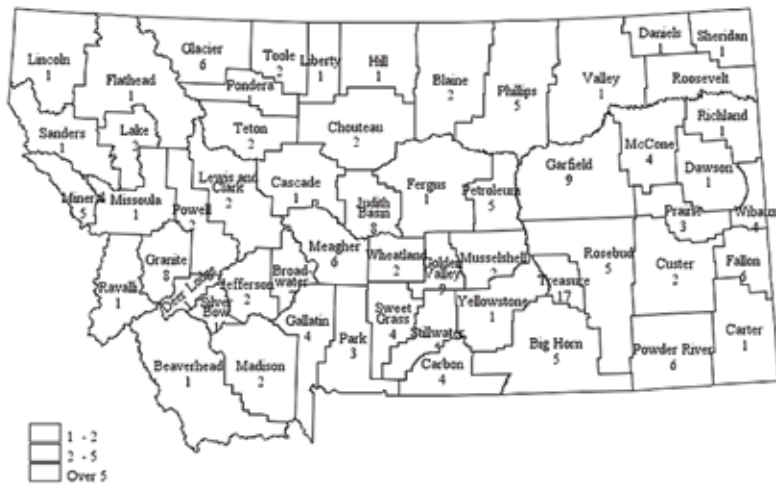 Lincoln
1
Flathead
1
Glacier
6
Toole
2
Liberty
1
Hill
1
Blaine
2
Phillips
5
Valley
1
Daniels
1
Sheridan
1
Roosevelt
Pondera
1
Sanders
1
Lake
2
Teton
2
Chouteau
2
Richland
1
McCone
4
Garfield
9
Dawson
1
Mineral
5
Missoula
1
Powell
2
Lewis and
Clark
2
Cascade
1
Judith
Basin
8
Fergus
1
Petroleum
5
Prairie
3
Wibaux
4
Ravalli
1
Granite
8
Deer Lodge
Silver
Bow
Jefferson
2
Broad
water
Meagher
6
Wheatland
2
Golden
Valley
9
Musselshell
2
Treasure
17
Rosebud
5
Custer
2
Fallon
6
Gallatin
4
Park
3
Sweet
Grass
4
Stillwater
Yellowstone
1
Big Horn
5
Carter
1
Beaverhead
1
Madison
2
Carbon
4
Powder River
6
1 - 2
2 - 5
Over 5